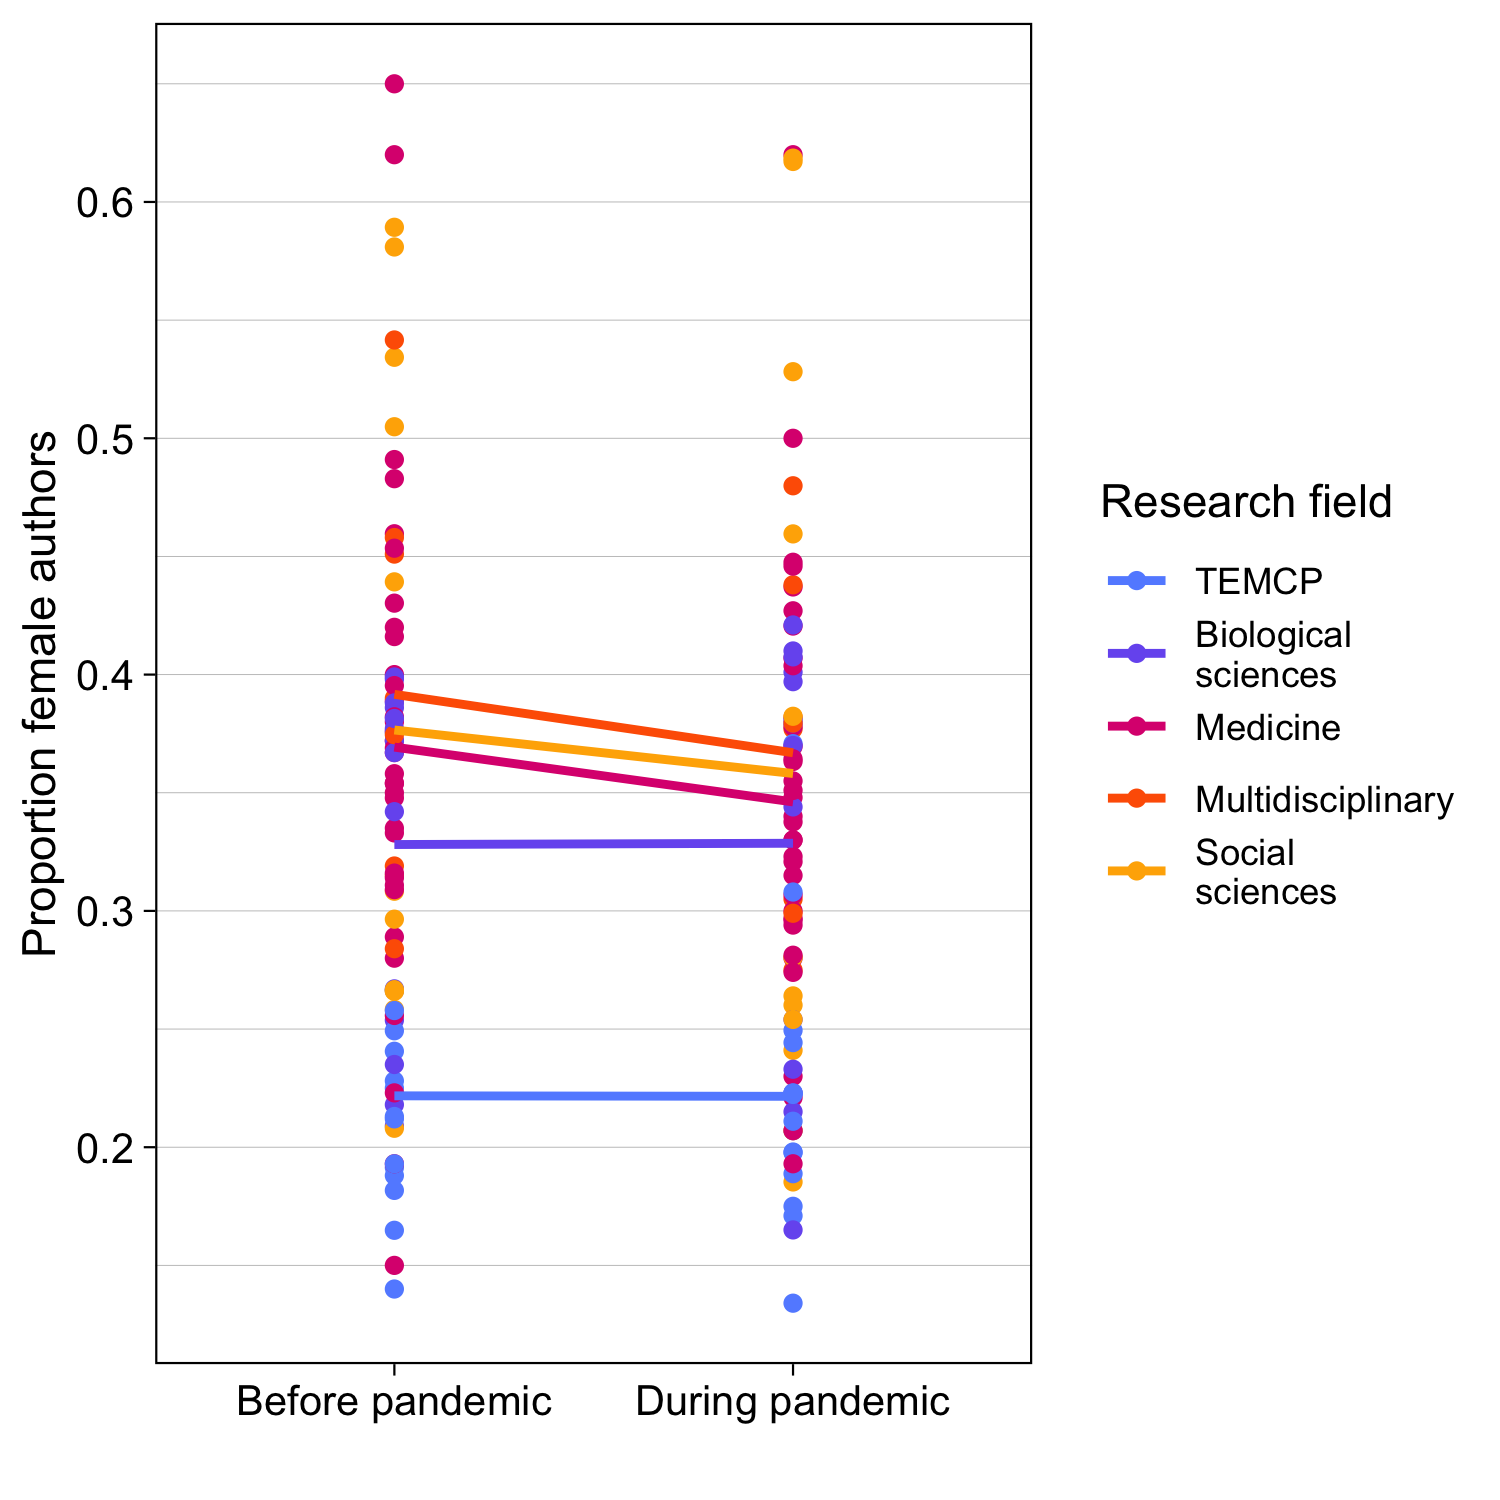 Proportion female authors
0.6
0.5
0.4
0.3
0.2
Before pandemic
During pandemic
Research field
TEMCP
Biological
sciences
Medicine
Multidisciplinary
Social
sciences